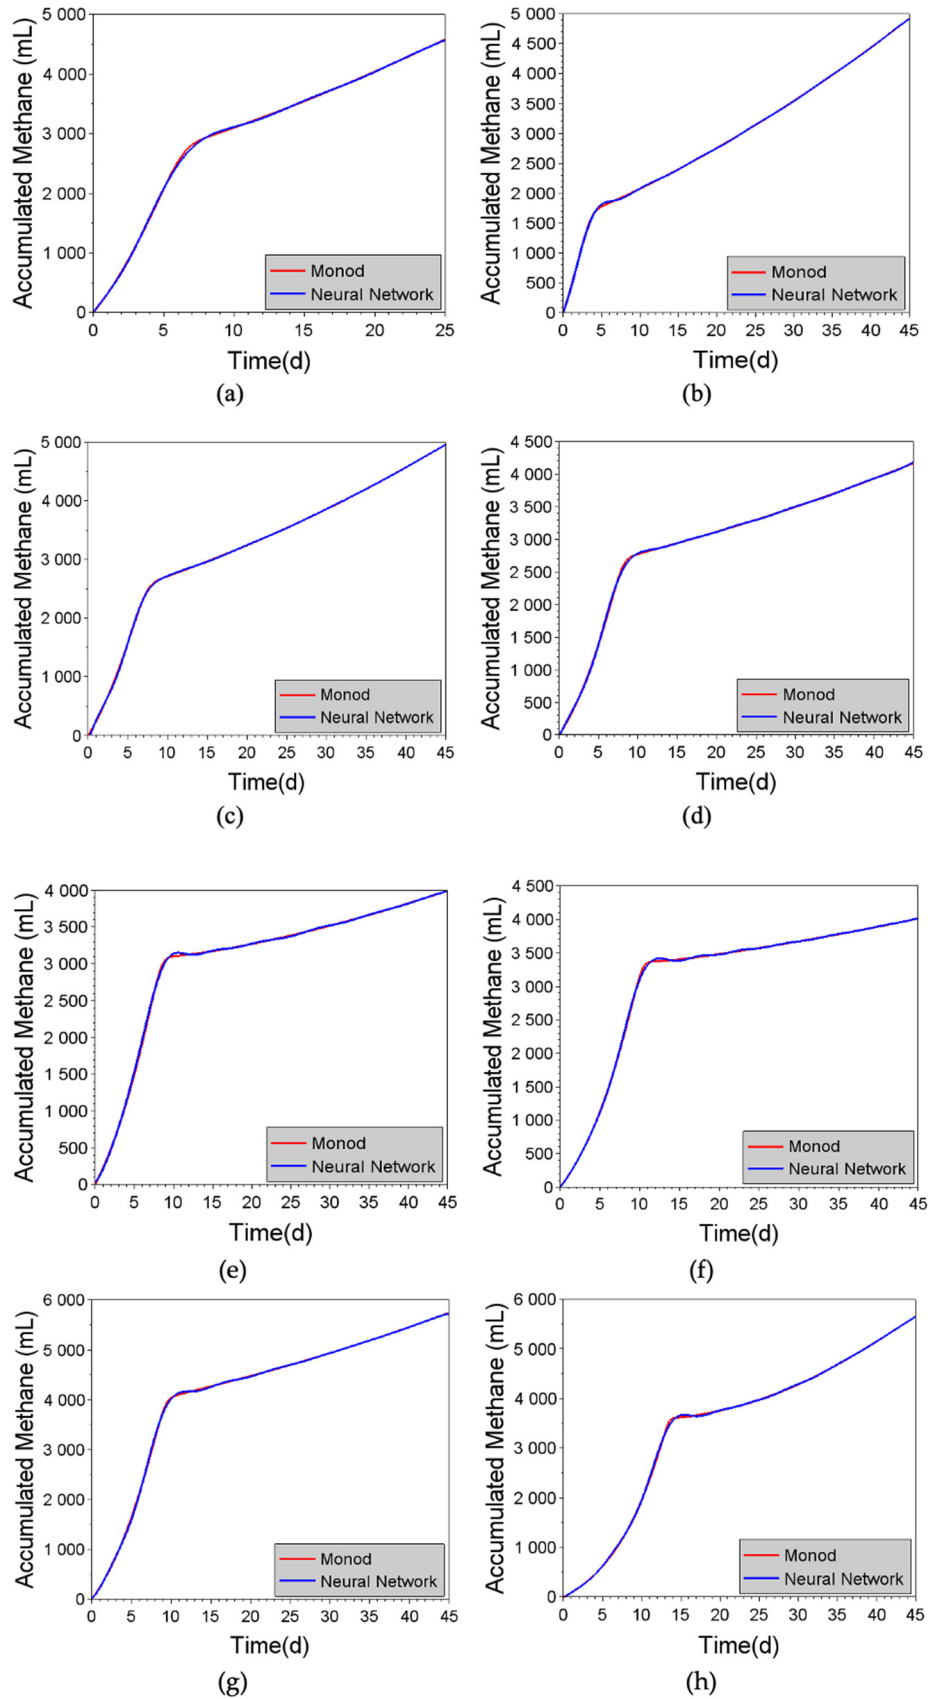 Accumulated Methane (mL)
5 000
4 000
3 000
2 000
1 000
0
Monod
Neural Network
0 5 10 15 20 25
Time(d)
(a)
Accumulated Methane (mL)
5 000
4 500
4 000
3 500
3 000
2 500
2 000
1 500
1 000
500
0
Monod
Neural Network
0 5 10 15 20 25 30 35 40 45
Time(d)
(b)
Accumulated Methane (mL)
5 000
4 000
3 000
2 000
1 000
0
Monod
Neural Network
0 5 10 15 20 25 30 35 40 45
Time(d)
(c)
Accumulated Methane (mL)
4 500
4 000
3 500
3 000
2 500
2 000
1 500
1 000
500
0
Monod
Neural Network
0 5 10 15 20 25 30 35 40 45
Time(d)
(d)
Accumulated Methane (mL)
4 000
3 500
3 000
2 500
2 000
1 500
1 000
500
0
Monod
Neural Network
0 5 10 15 20 25 30 35 40 45
Time(d)
(e)
Accumulated Methane (mL)
4 500
4 000
3 500
3 000
2 500
2 000
1 500
1 000
500
0
Monod
Neural Network
0 5 10 15 20 25 30 35 40 45
Time(d)
(f)
Accumulated Methane (mL)
6 000
5 000
4 000
3 000
2 000
1 000
0
Monod
Neural Network
0 5 10 15 20 25 30 35 40 45
Time(d)
(g)
Accumulated Methane (mL)
6 000
5 000
4 000
3 000
2 000
1 000
0
Monod
Neural Network
0 5 10 15 20 25 30 35 40 45
Time(d)
(h)